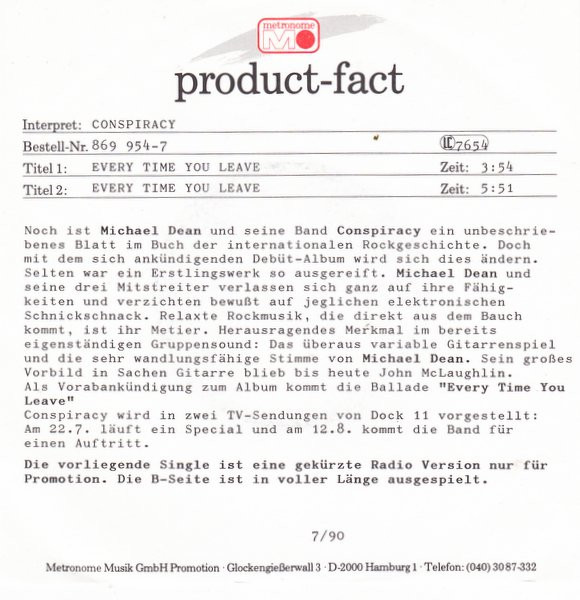 metronome
product-fact
Interpret: CONSPIRACY
Bestell-Nr. 869 954-7 LC 7654
Titel 1: EVERY TIME YOU LEAVE Zeit: 3:54
Titel 2: EVERY TIME YOU LEAVE Zeit: 5:51
Noch ist Michael Dean und seine Band Conspiracy ein unbeschrie-
benes Blatt im Buch der internationalen Rockgeschichte. Doch
mit dem sich ankündigenden Debüt-Album wird sich dies ändern.
Selten war ein Erstlingswerk so ausgereift. Michael Dean und
seine drei Mitstreiter verlassen sich ganz auf ihre Fähig-
keiten und verzichten bewußt auf jeglichen elektronischen
Schnickschnack. Relaxte Rockmusik, die direkt aus dem Bauch
kommt, ist ihr Metier. Herausragendes Merkmal im bereits
eigenständigen Gruppensound: Das überaus variable Gitarrenspiel
und die sehr wandlungsfähige Stimme von Michael Dean. Sein großes
Vorbild in Sachen Gitarre blieb bis heute John McLaughlin.
Als Vorabankündigung zum Album kommt die Ballade "Every Time You
Leave"
Conspiracy wird in zwei TV-Sendungen von Dock 11 vorgestellt:
Am 22.7. läuft ein Special und am 12.8. kommt die Band für
einen Auftritt.
Die vorliegende Single ist eine gekürzte Radio Version nur für
Promotion. Die B-Seite ist in voller Länge ausgespielt.
7/90
Metronome Musik GmbH Promotion · Glockengießerwall 3 · D-2000 Hamburg 1 · Telefon: (040) 30 87-332